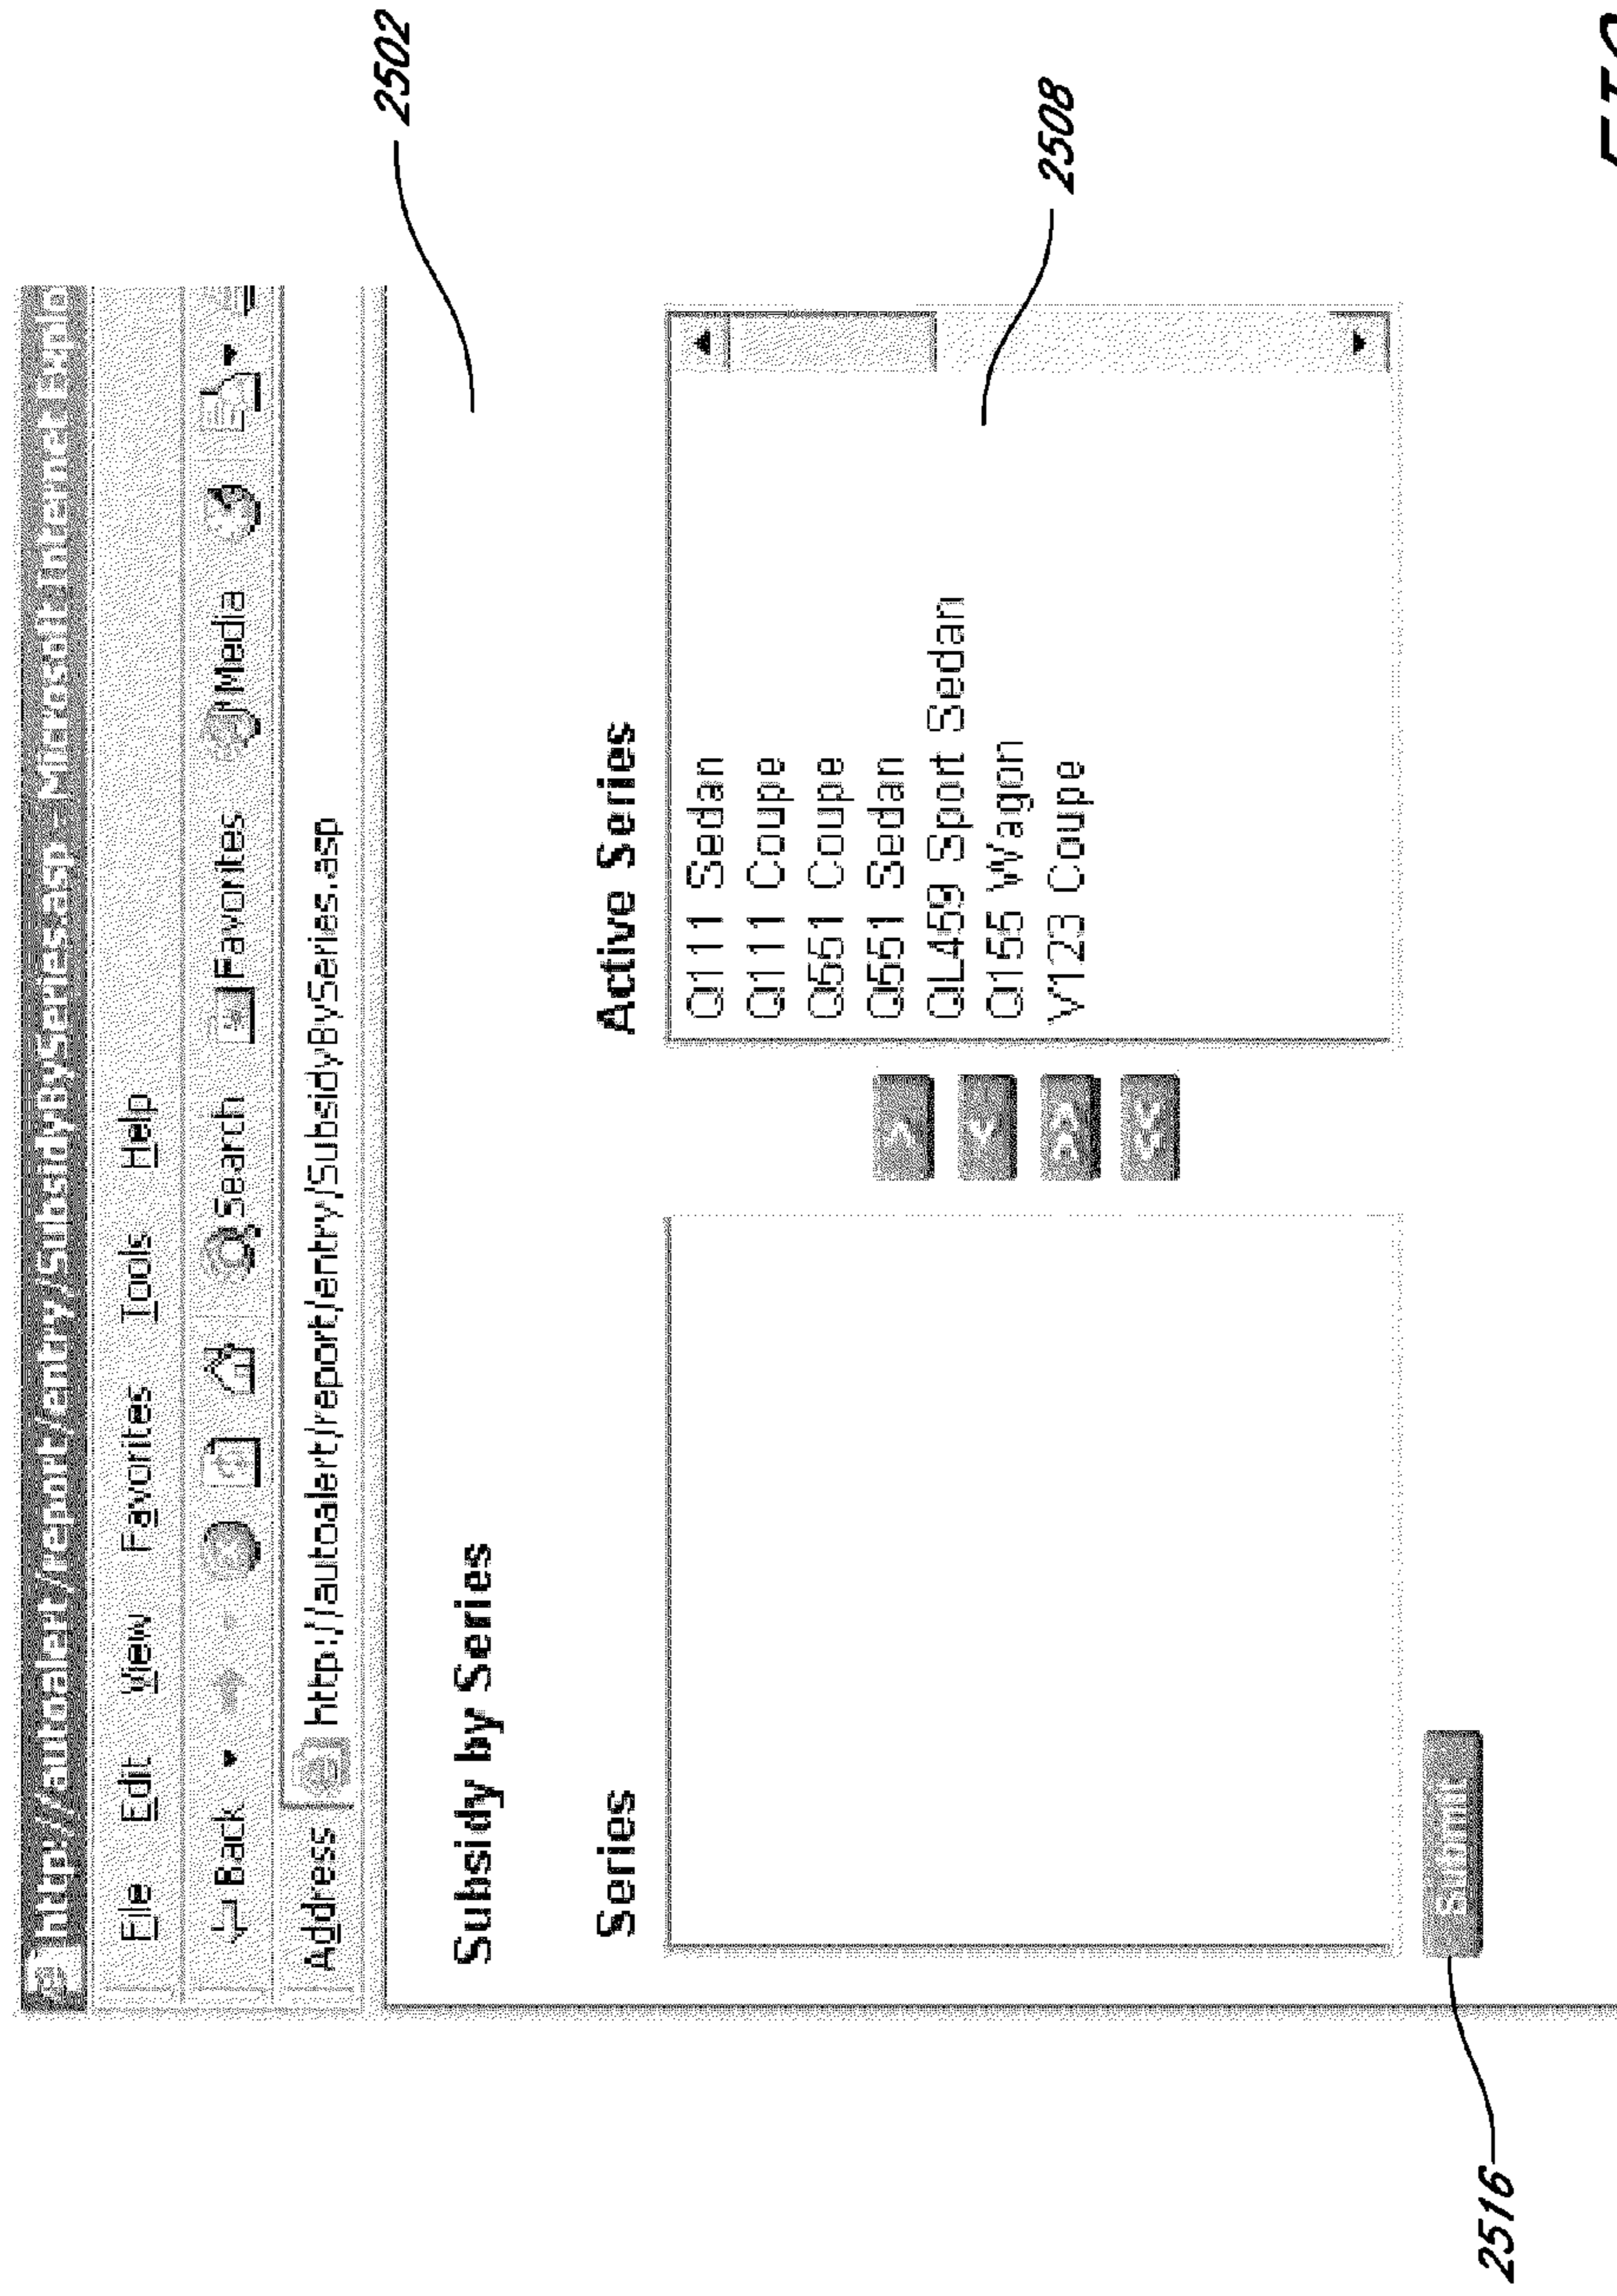 http://autoalert/report/entry/SubsidyBySeries.asp - Microsoft Internet Explo
File Edit View Favorites Tools Help
Back Search Favorites Media
Address http://autoalert/report/entry/SubsidyBySeries.asp
2502
Subsidy by Series
Series Active Series
Q111 Sedan
Q111 Coupe
Q551 Coupe
Q551 Sedan
QL459 Sport Sedan
Q155 Wagon
V123 Coupe
>
<
>>
<<
2508
Submit
2516